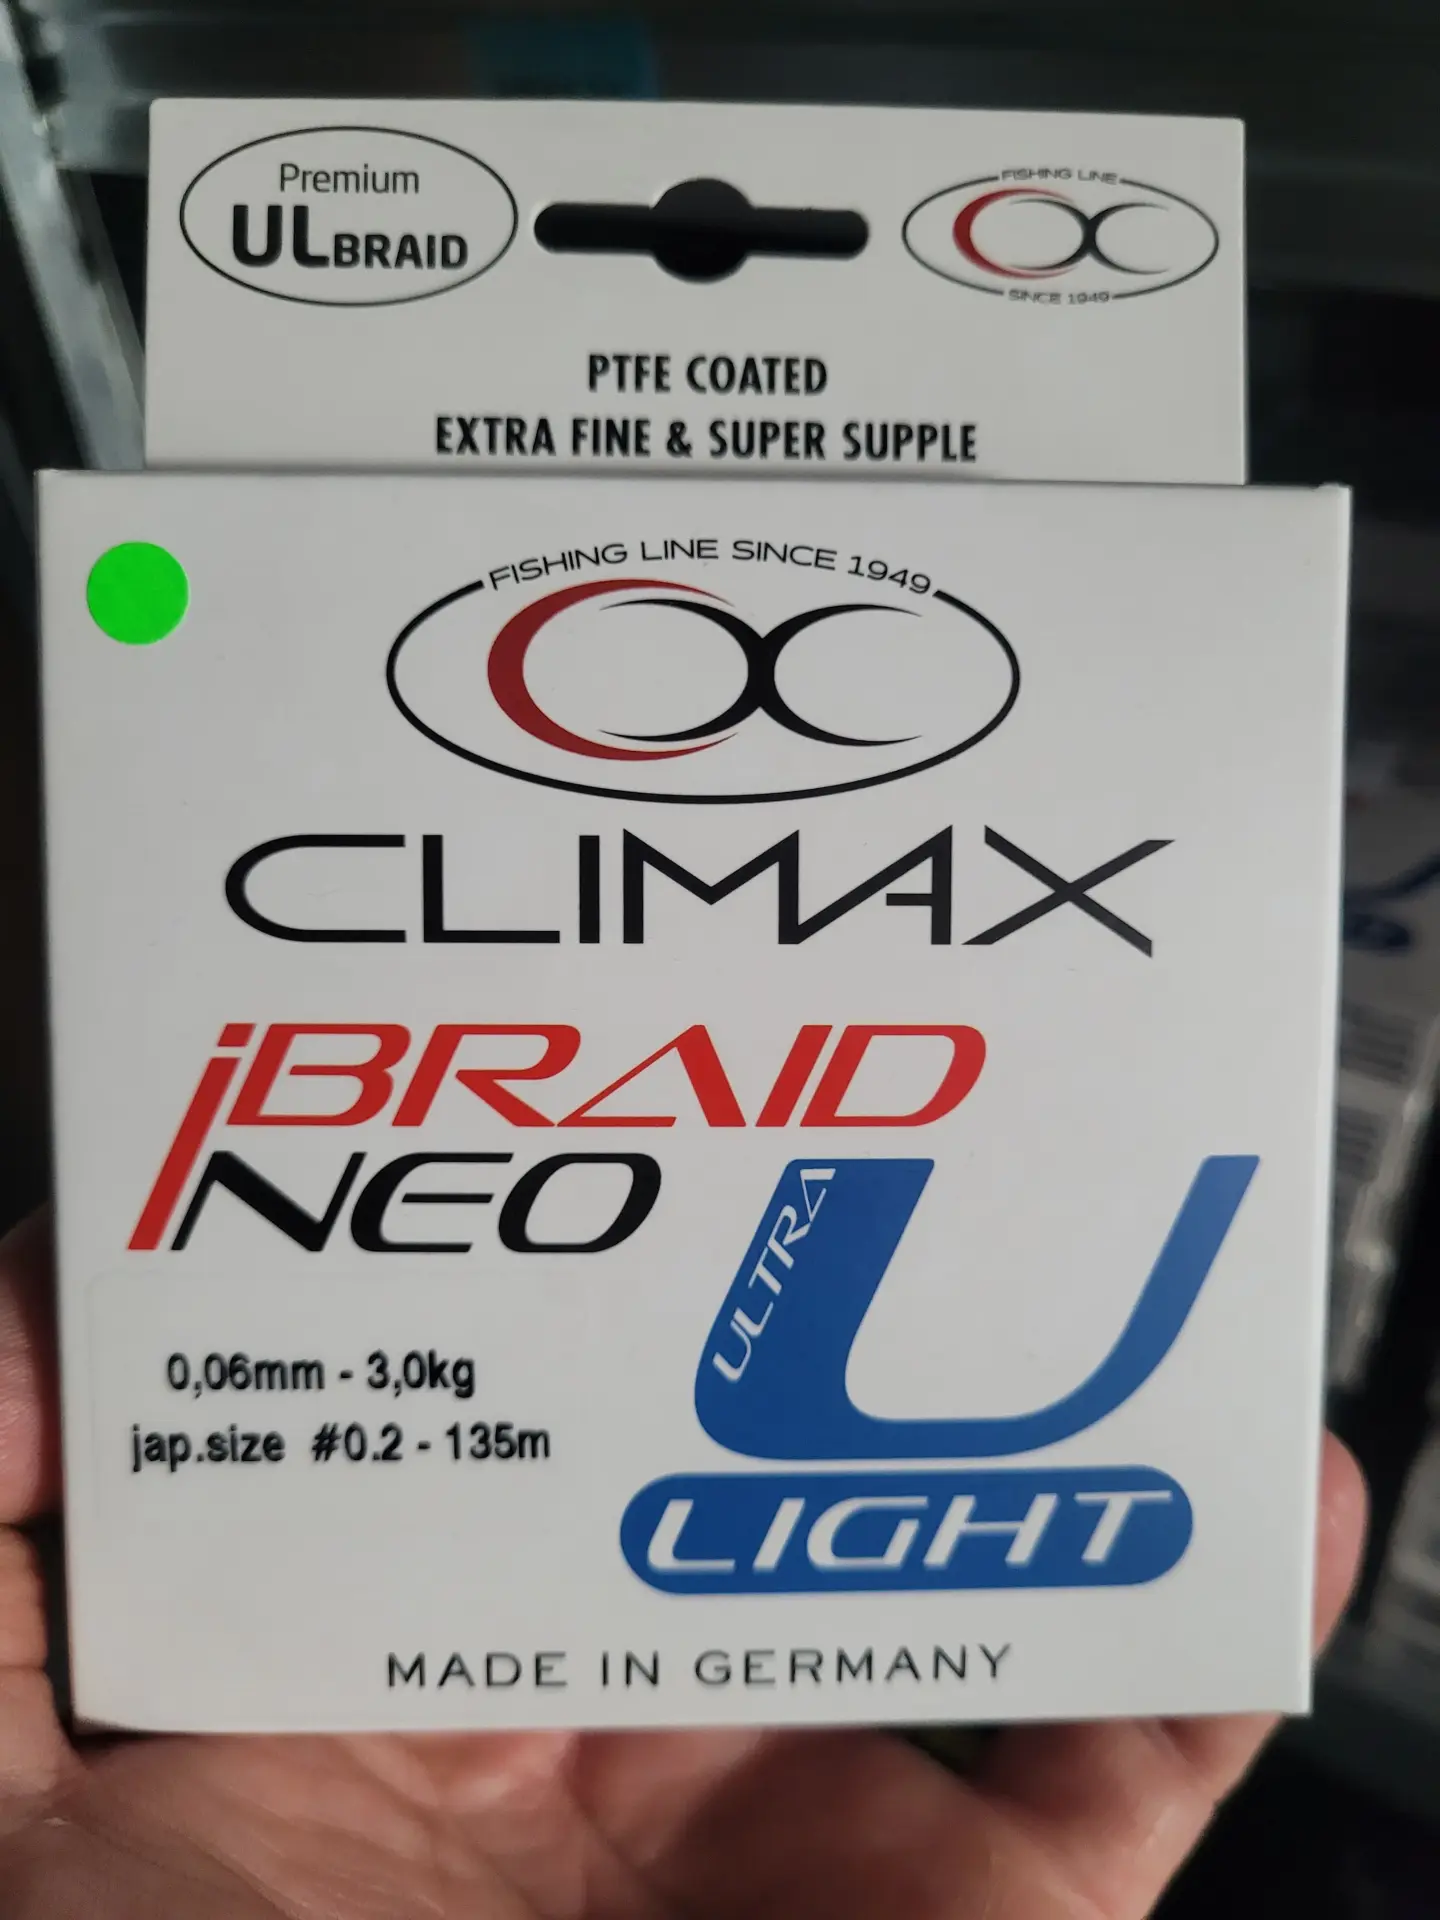 Premium
ULBRAID
FISHING LINE
SINCE 1949
PTFE COATED
EXTRA FINE & SUPER SUPPLE
FISHING LINE SINCE 1949
CLIMAX
iBRAID
NEO
ULTRA
LIGHT
0,06mm - 3,0kg
jap.size #0.2 - 135m
MADE IN GERMANY